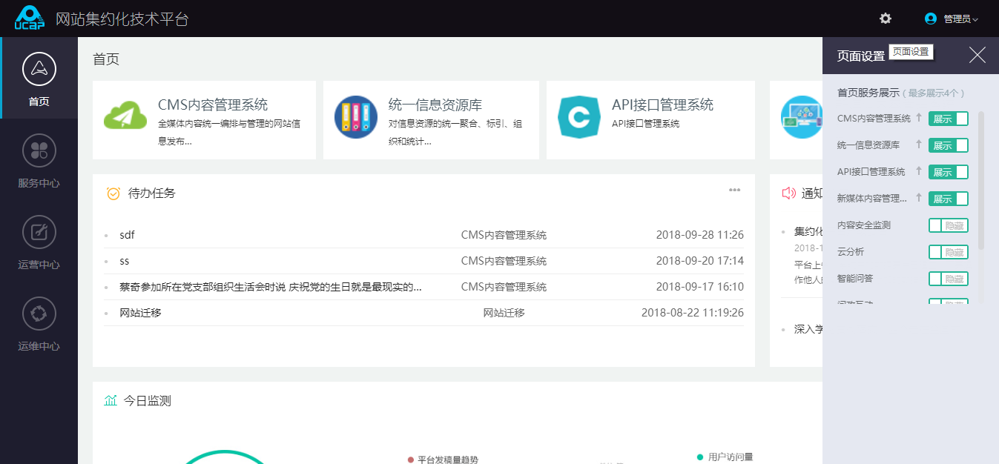 UCAP 网站集约化技术平台
管理员
首页
服务中心
运营中心
运维中心
首页
CMS内容管理系统
全媒体内容统一编排与管理的网站信
息发布...
统一信息资源库
对信息资源的统一聚合、标引、组
织和统计...
API接口管理系统
API接口管理系统
待办任务
sdf CMS内容管理系统 2018-09-28 11:26
ss CMS内容管理系统 2018-09-20 17:14
蔡奇参加所在党支部组织生活会时说 庆祝党的生日就是最现实的... CMS内容管理系统 2018-09-17 16:10
网站迁移 网站迁移 2018-08-22 11:19:26
通知
集约化
2018-1
平台上
作他人
深入学
今日监测
平台发稿量趋势
用户访问量
页面设置
页面设置
首页服务展示 ( 最多展示4个 )
CMS内容管理系统 展示
统一信息资源库 展示
API接口管理系统 展示
新媒体内容管理... 展示
内容安全监测 隐藏
云分析 隐藏
智能问答 隐藏